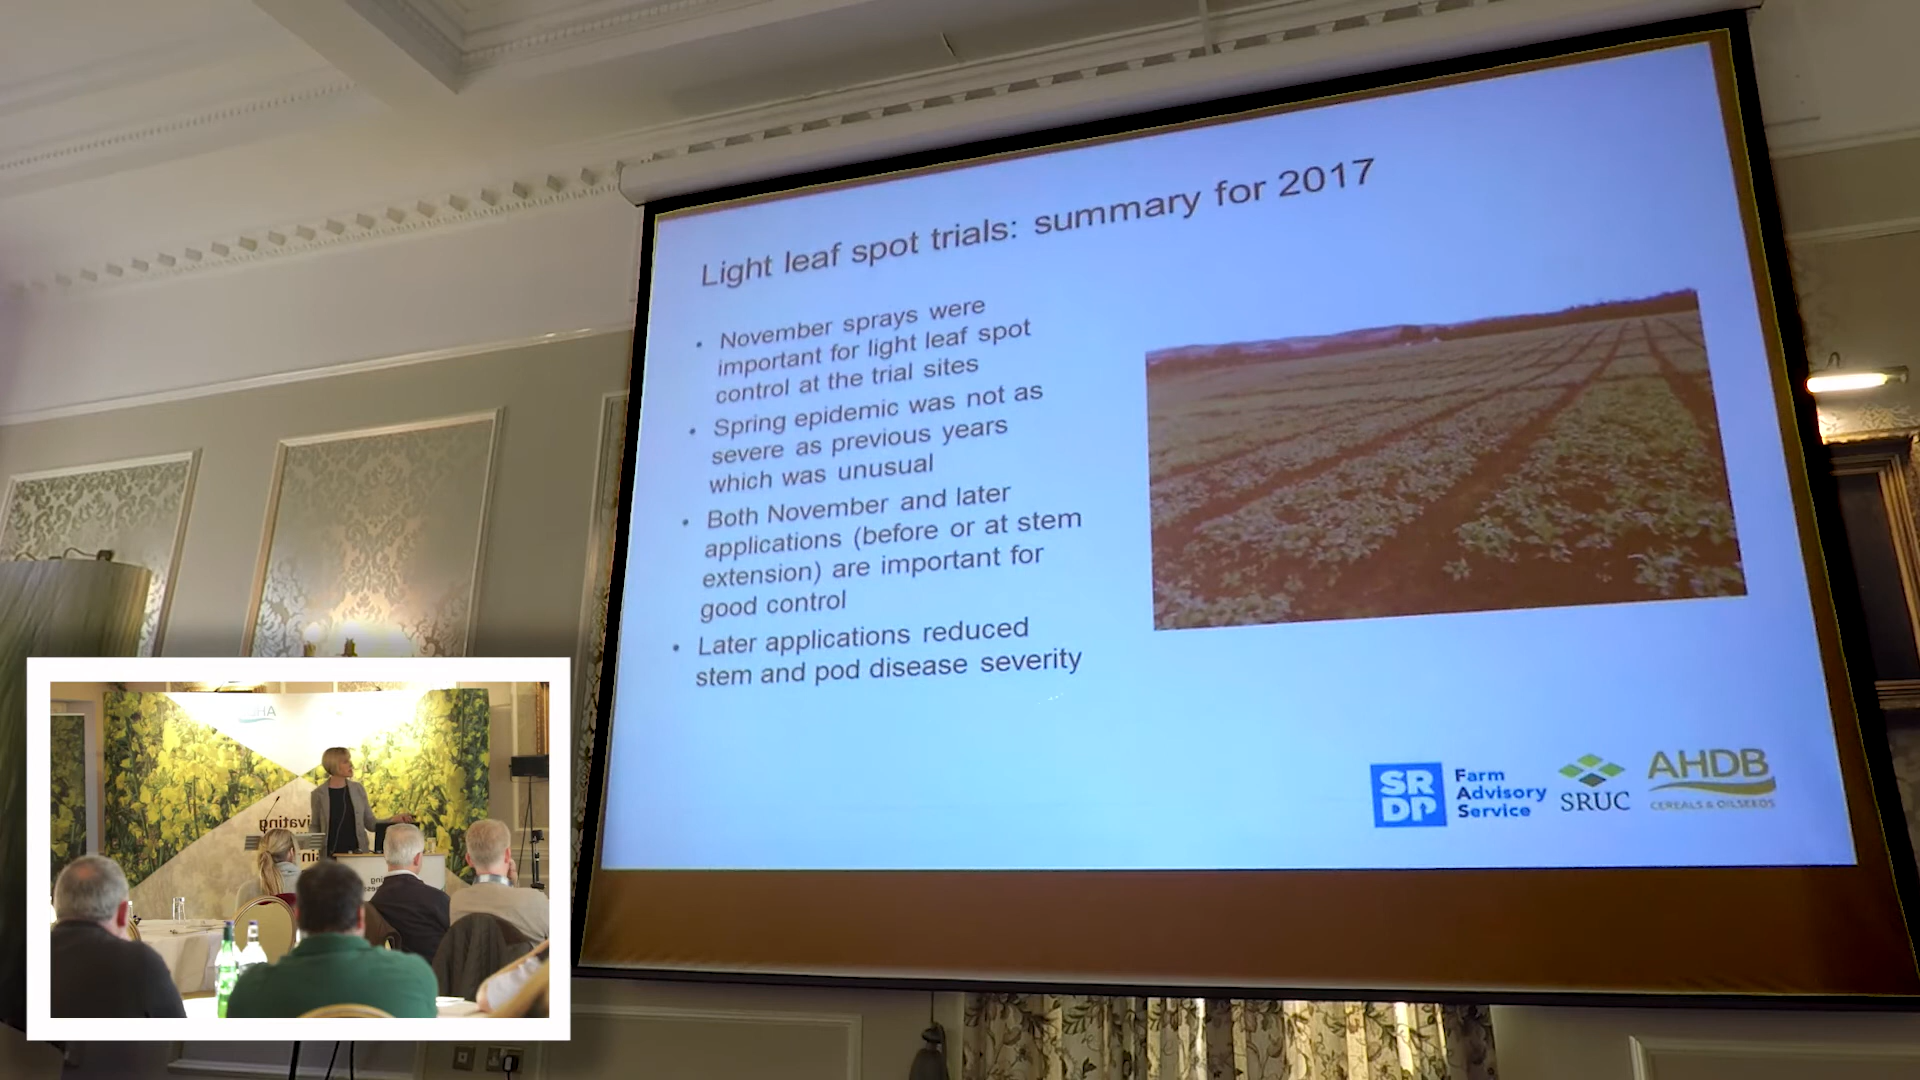 Light leaf spot trials: summary for 2017
• November sprays were
important for light leaf spot
control at the trial sites
• Spring epidemic was not as
severe as previous years
which was unusual
• Both November and later
applications (before or at stem
extension) are important for
good control
• Later applications reduced
stem and pod disease severity
SR
DP
Farm
Advisory
Service
SRUC
AHDB
CEREALS & OILSEEDS